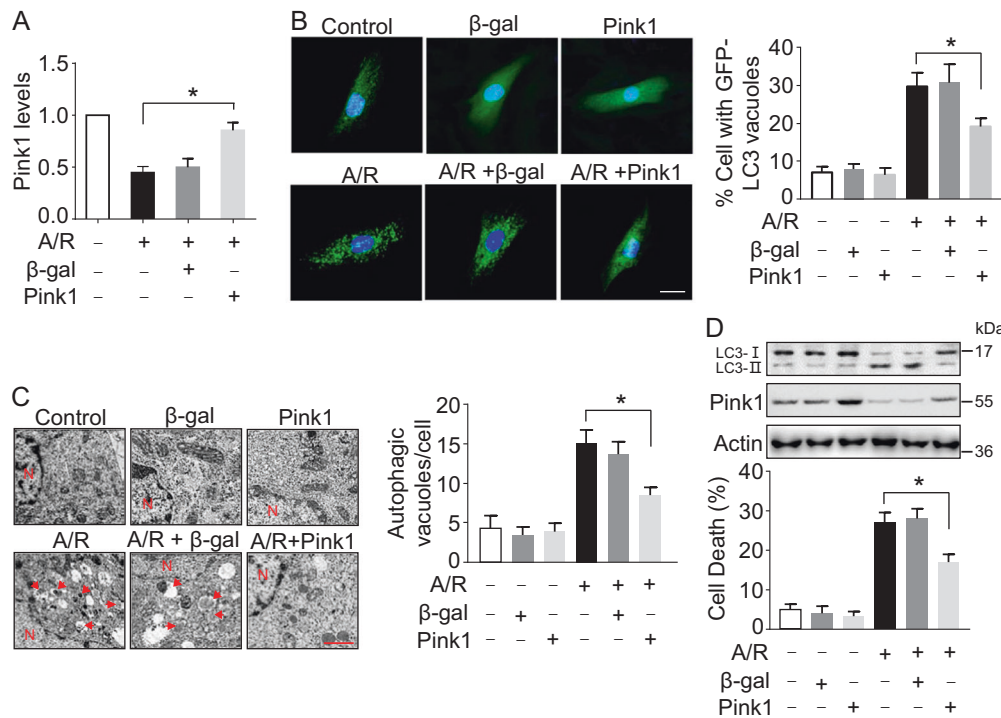 A
Pink1 levels
1.5
1.0
0.5
0.0
*
A/R – + + +
β-gal – – + –
Pink1 – – – +
B
Control β-gal Pink1
A/R A/R +β-gal A/R +Pink1
% Cell with GFP-
LC3 vacuoles
40
30
20
10
0
*
A/R – – – + + +
β-gal – + – – + –
Pink1 – – + – – +
C
Control β-gal Pink1
N N N
A/R A/R + β-gal A/R+Pink1
N N N
Autophagic
vacuoles/cell
20
15
10
5
0
*
A/R – – – + + +
β-gal – + – – + –
Pink1 – – + – – +
D
kDa
LC3-Ⅰ 17
LC3-Ⅱ
Pink1 55
Actin 36
Cell Death (%)
40
30
20
10
0
*
A/R – – – + + +
β-gal – + – – + –
Pink1 – – + – – +